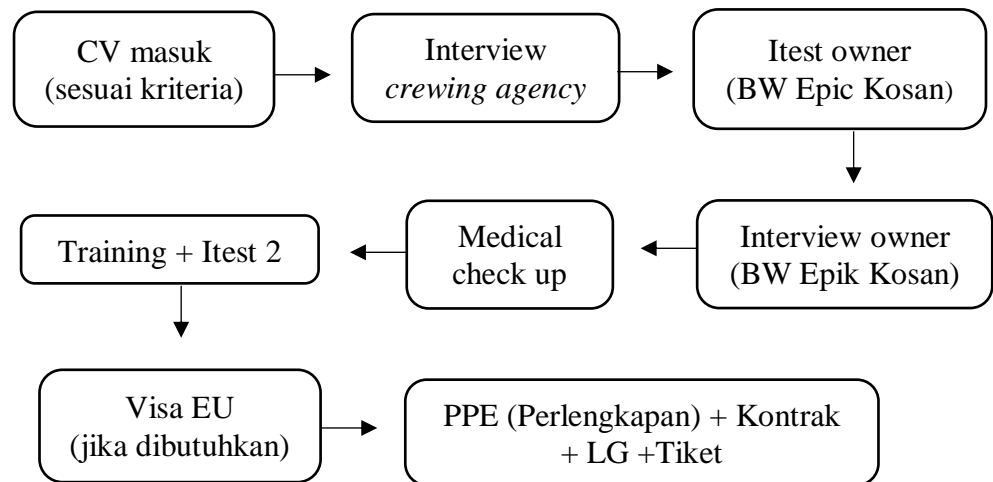 CV masuk
(sesuai kriteria)
Interview
crewing agency
Itest owner
(BW Epic Kosan)
Interview owner
(BW Epik Kosan)
Medical
check up
Training + Itest 2
Visa EU
(jika dibutuhkan)
PPE (Perlengkapan) + Kontrak
+ LG +Tiket